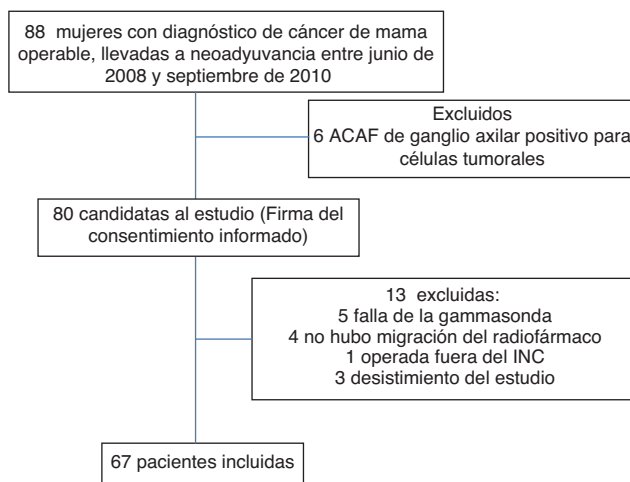 88 mujeres con diagnóstico de cáncer de mama
operable, llevadas a neoadyuvancia entre junio de
2008 y septiembre de 2010
Excluidos
6 ACAF de ganglio axilar positivo para
células tumorales
80 candidatas al estudio (Firma del
consentimiento informado)
13 excluidas:
5 falla de la gammasonda
4 no hubo migración del radiofármaco
1 operada fuera del INC
3 desistimiento del estudio
67 pacientes incluidas